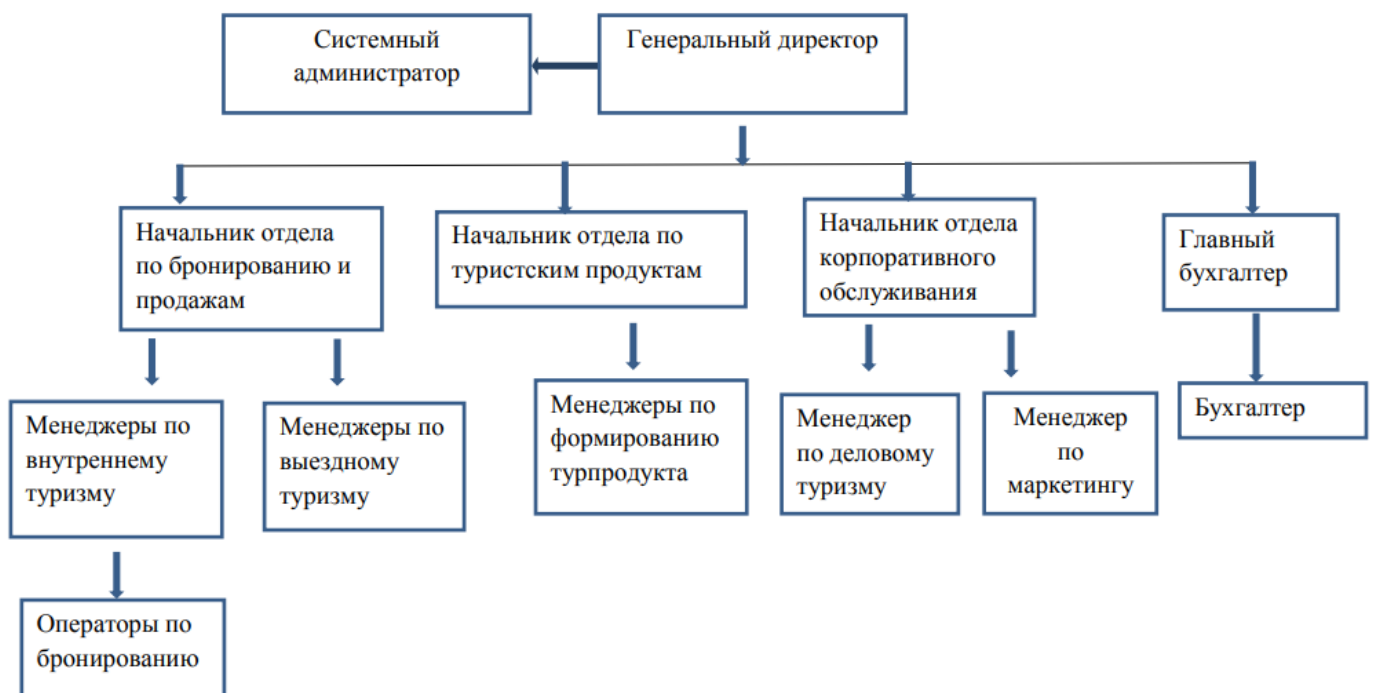 Системный
администратор
Генеральный директор
Начальник отдела
по бронированию и
продажам
Начальник отдела по
туристским продуктам
Начальник отдела
корпоративного
обслуживания
Главный
бухгалтер
Менеджеры по
внутреннему
туризму
Менеджеры по
выездному
туризму
Менеджеры по
формированию
турпродукта
Менеджер
по деловому
туризму
Менеджер
по
маркетингу
Бухгалтер
Операторы по
бронированию